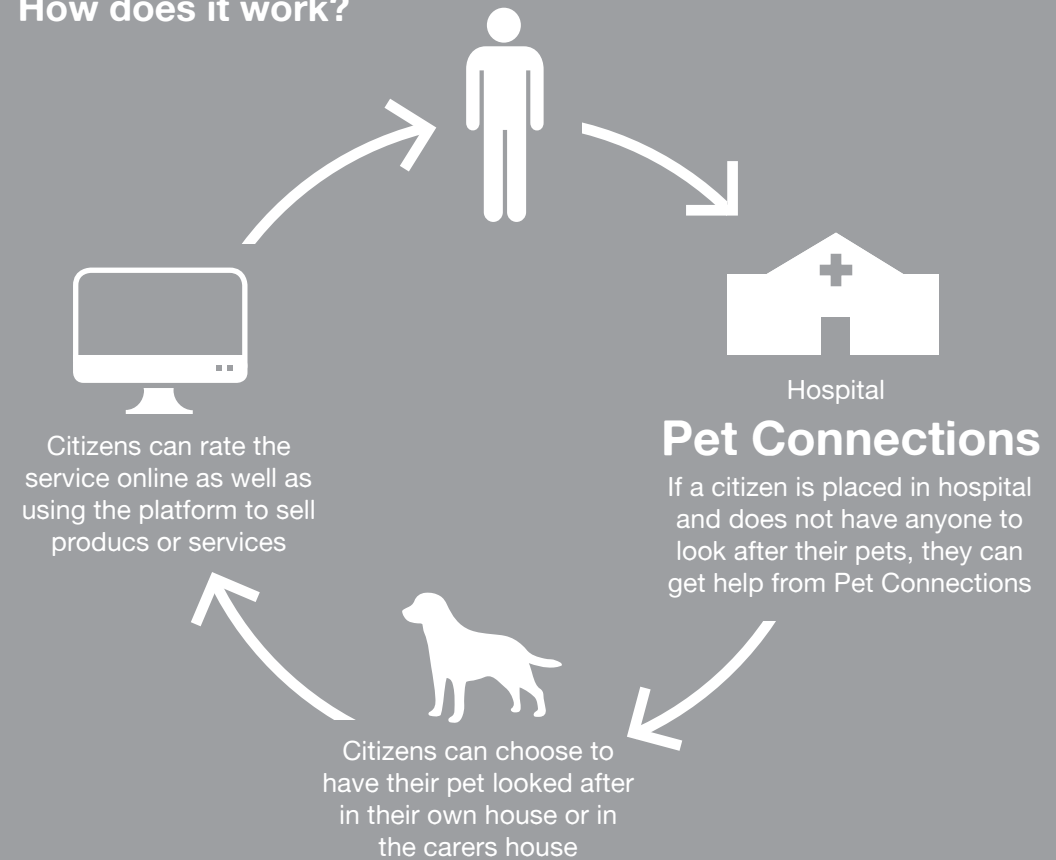 How does it work?
Hospital
Pet Connections
If a citizen is placed in hospital
and does not have anyone to
look after their pets, they can
get help from Pet Connections
Citizens can choose to
have their pet looked after
in their own house or in
the carers house
Citizens can rate the
service online as well as
using the platform to sell
producs or services